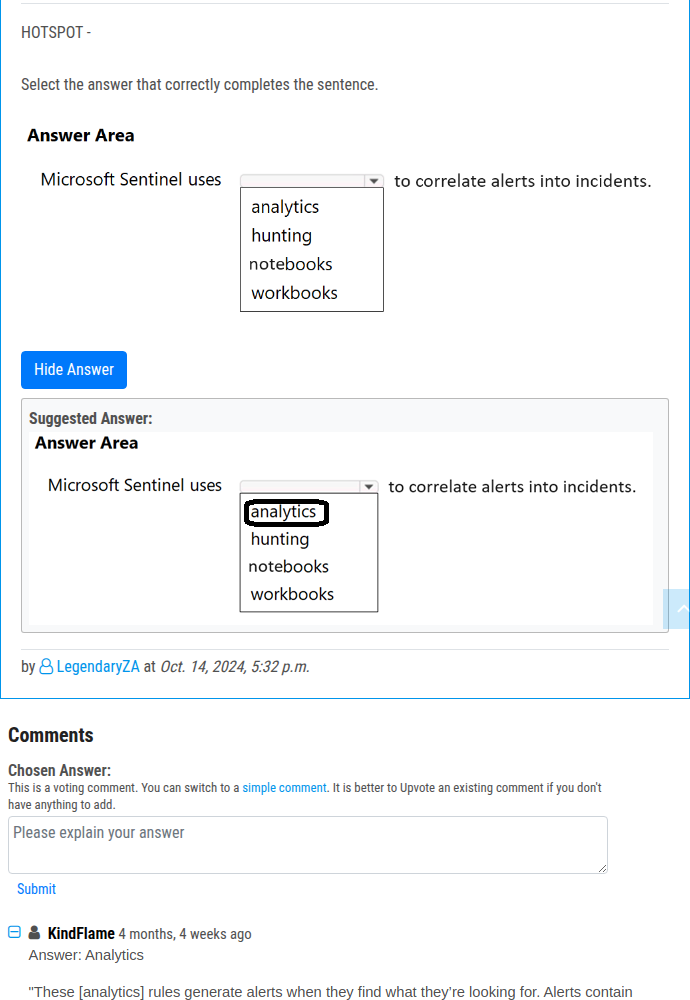 HOTSPOT -
Select the answer that correctly completes the sentence.
Answer Area
Microsoft Sentinel uses to correlate alerts into incidents.
analytics
hunting
notebooks
workbooks
Hide Answer
Suggested Answer:
Answer Area
Microsoft Sentinel uses to correlate alerts into incidents.
analytics
hunting
notebooks
workbooks
by LegendaryZA at Oct. 14, 2024, 5:32 p.m.
Comments
Chosen Answer:
This is a voting comment. You can switch to a simple comment. It is better to Upvote an existing comment if you don't
have anything to add.
Please explain your answer
Submit
KindFlame 4 months, 4 weeks ago
Answer: Analytics
"These [analytics] rules generate alerts when they find what they're looking for. Alerts contain